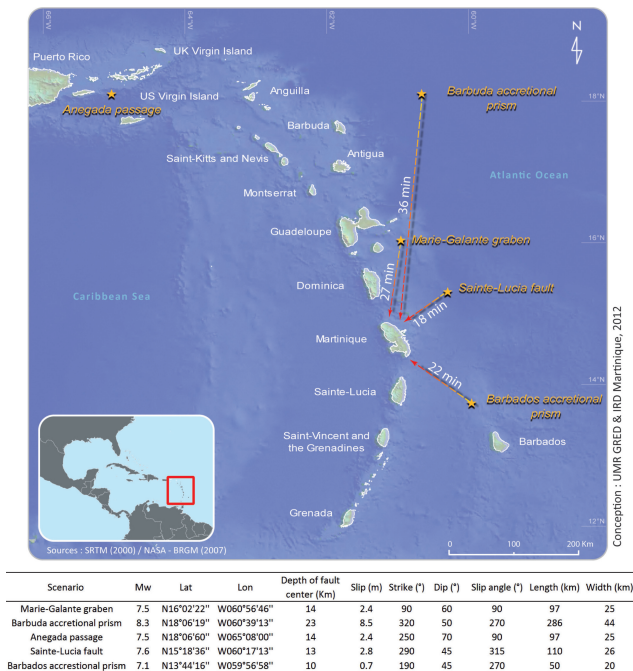 66°W
64°W
62°W
60°W
N
UK Virgin Island
Puerto Rico
US Virgin Island
Anguilla
Barbuda accretional
prism
Anegada passage
18°N
Barbuda
Saint-Kitts and Nevis
Antigua
Atlantic Ocean
Montserrat
36 min
Guadeloupe
Marie-Galante graben
16°N
27 min
Dominica
Sainte-Lucia fault
Caribbean Sea
18 min
Martinique
22 min
14°N
Sainte-Lucia
Barbados accretional
prism
Saint-Vincent and
the Grenadines
Barbados
Grenada
12°N
0 100 200 Km
Sources : SRTM (2000) / NASA - BRGM (2007)
Conception : UMR GRED & IRD Martinique, 2012
Scenario Mw Lat Lon Depth of fault center (Km) Slip (m) Strike (°) Dip (°) Slip angle (°) Length (km) Width (km)
Marie-Galante graben 7.5 N16°02'22'' W060°56'46'' 14 2.4 90 60 90 97 25
Barbuda accretional prism 8.3 N18°06'19'' W060°39'13'' 23 8.5 320 50 270 286 44
Anegada passage 7.5 N18°06'60'' W065°08'00'' 14 2.4 250 70 90 97 25
Sainte-Lucia fault 7.6 N15°18'36'' W060°17'13'' 13 2.8 290 45 315 110 26
Barbados accrestional prism 7.1 N13°44'16'' W059°56'58'' 10 0.7 190 45 270 50 20